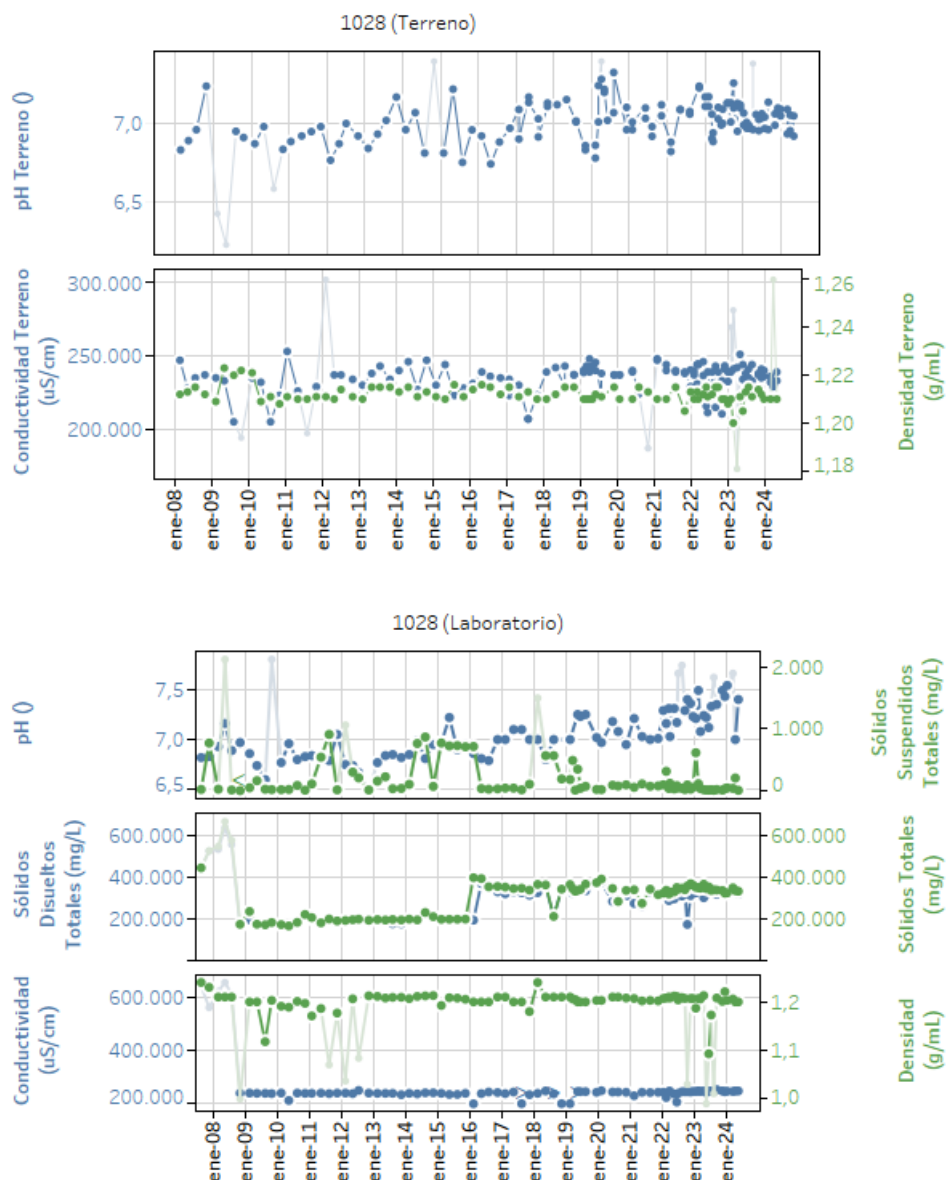 1028 (Terreno)
pH Terreno ()
7,0
6,5
Conductividad Terreno
(uS/cm)
300.000
250.000
200.000
1,26
1,24
1,22
1,20
1,18
Densidad Terreno
(g/mL)
ene-08
ene-09
ene-10
ene-11
ene-12
ene-13
ene-14
ene-15
ene-16
ene-17
ene-18
ene-19
ene-20
ene-21
ene-22
ene-23
ene-24
1028 (Laboratorio)
pH ()
7,5
7,0
6,5
<
2.000
1.000
0
Sólidos
Suspendidos
Totales (mg/L)
Sólidos
Disueltos
Totales (mg/L)
600.000
400.000
200.000
600.000
400.000
200.000
Sólidos Totales
(mg/L)
Conductividad
(uS/cm)
600.000
400.000
200.000
1,2
1,1
1,0
Densidad
(g/mL)
ene-08
ene-09
ene-10
ene-11
ene-12
ene-13
ene-14
ene-15
ene-16
ene-17
ene-18
ene-19
ene-20
ene-21
ene-22
ene-23
ene-24